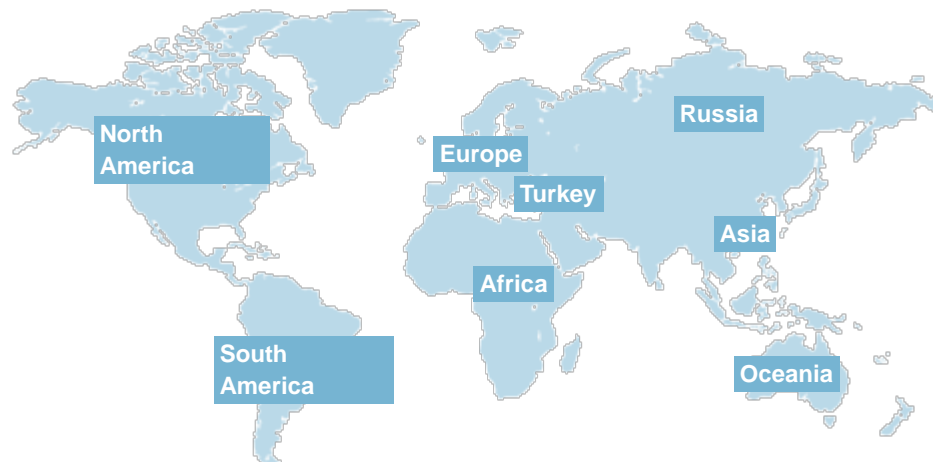 North
America
Russia
Europe
Turkey
Asia
Africa
South
America
Oceania